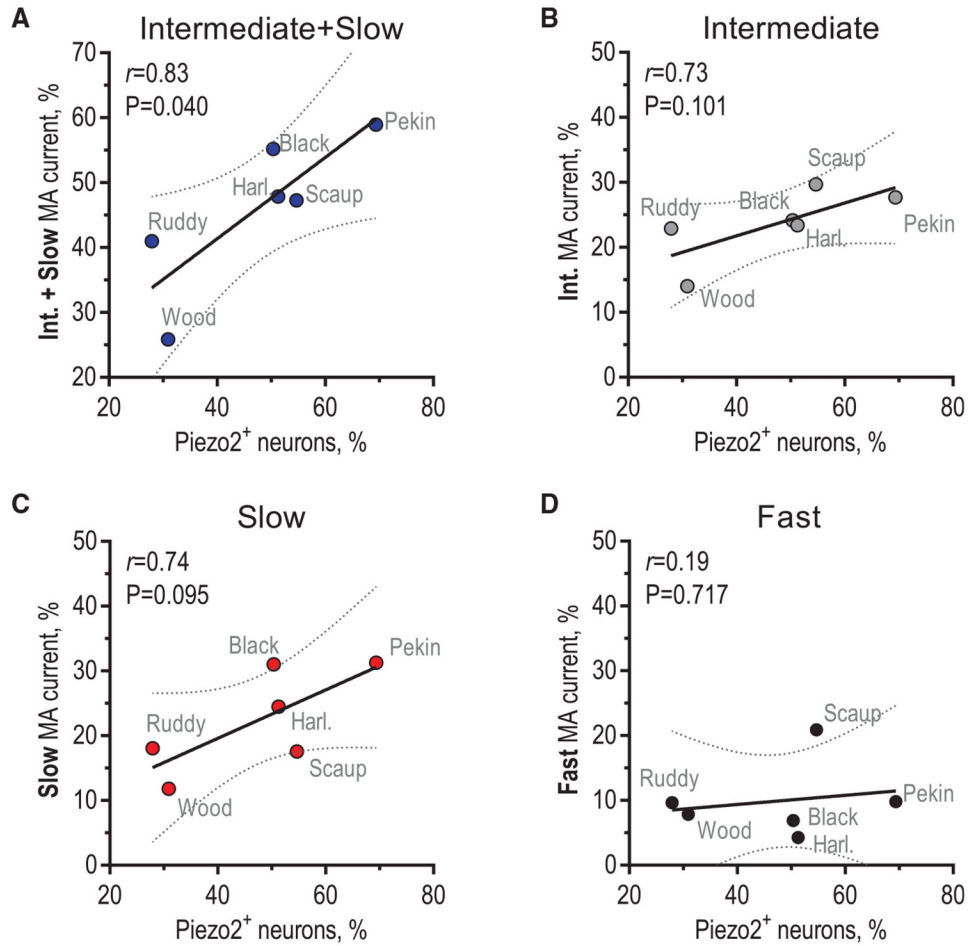 A
Intermediate+Slow
r=0.83
P=0.040
Int. + Slow MA current, %
70
60
50
40
30
20
Ruddy
Wood
Black
Harl.
Scaup
Pekin
20 40 60 80
Piezo2⁺ neurons, %
B
Intermediate
r=0.73
P=0.101
Int. MA current, %
50
40
30
20
10
0
Ruddy
Wood
Black
Harl.
Scaup
Pekin
20 40 60 80
Piezo2⁺ neurons, %
C
Slow
r=0.74
P=0.095
Slow MA current, %
50
40
30
20
10
0
Ruddy
Wood
Black
Harl.
Scaup
Pekin
20 40 60 80
Piezo2⁺ neurons, %
D
Fast
r=0.19
P=0.717
Fast MA current, %
50
40
30
20
10
0
Ruddy
Wood
Scaup
Black
Harl.
Pekin
20 40 60 80
Piezo2⁺ neurons, %